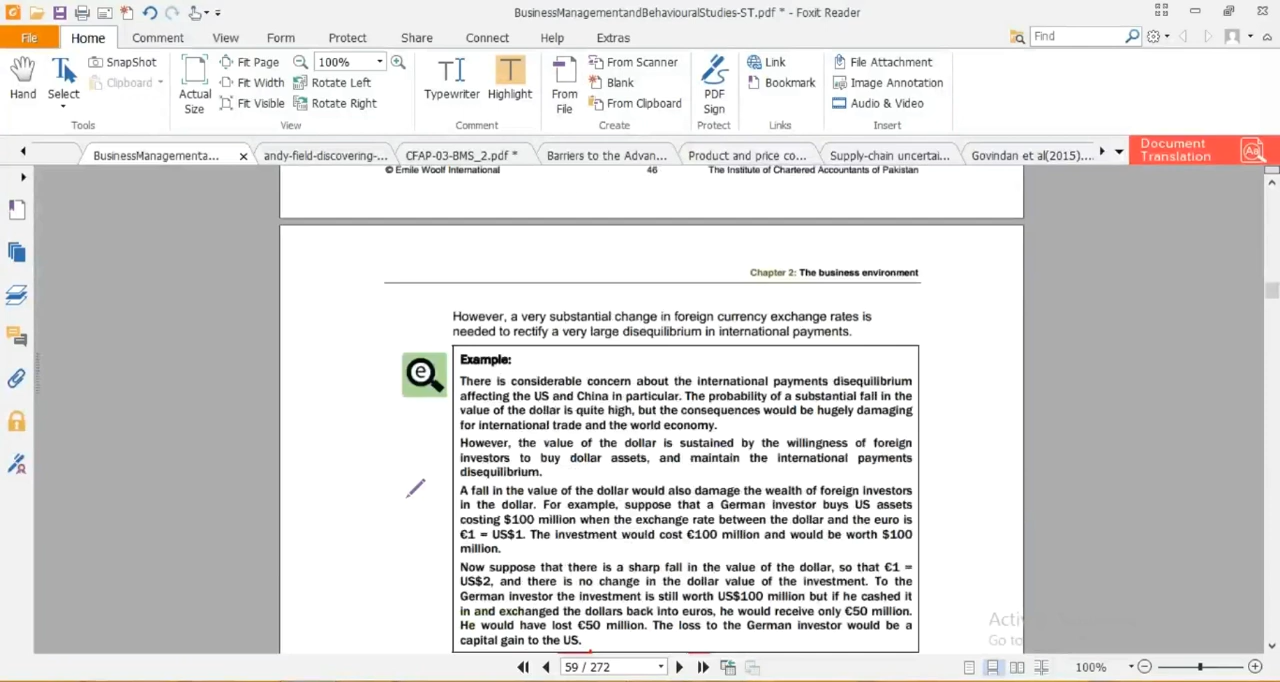 BusinessManagementandBehaviouralStudies-ST.pdf * - Foxit Reader
File Home Comment View Form Protect Share Connect Help Extras Find
SnapShot Fit Page 100% From Scanner Link File Attachment
Hand Select Clipboard Actual Size Fit Width Rotate Left Typewriter Highlight From File Blank PDF Sign Bookmark Image Annotation
Fit Visible Rotate Right From Clipboard Audio & Video
Tools View Comment Create Protect Links Insert
BusinessManagementa... andy-field-discovering-... CFAP-03-BMS_2.pdf * Barriers to the Advan... Product and price co... Supply-chain uncertai... Govindan et al(2015),... Document Translation
© Emile Woolf International 46 The Institute of Chartered Accountants of Pakistan
Chapter 2: The business environment
However, a very substantial change in foreign currency exchange rates is
needed to rectify a very large disequilibrium in international payments.
Example:
There is considerable concern about the international payments disequilibrium
affecting the US and China in particular. The probability of a substantial fall in the
value of the dollar is quite high, but the consequences would be hugely damaging
for international trade and the world economy.
However, the value of the dollar is sustained by the willingness of foreign
investors to buy dollar assets, and maintain the international payments
disequilibrium.
A fall in the value of the dollar would also damage the wealth of foreign investors
in the dollar. For example, suppose that a German investor buys US assets
costing $100 million when the exchange rate between the dollar and the euro is
€1 = US$1. The investment would cost €100 million and would be worth $100
million.
Now suppose that there is a sharp fall in the value of the dollar, so that €1 =
US$2, and there is no change in the dollar value of the investment. To the
German investor the investment is still worth US$100 million but if he cashed it
in and exchanged the dollars back into euros, he would receive only €50 million.
He would have lost €50 million. The loss to the German investor would be a
capital gain to the US.
Go to
59 / 272 100%